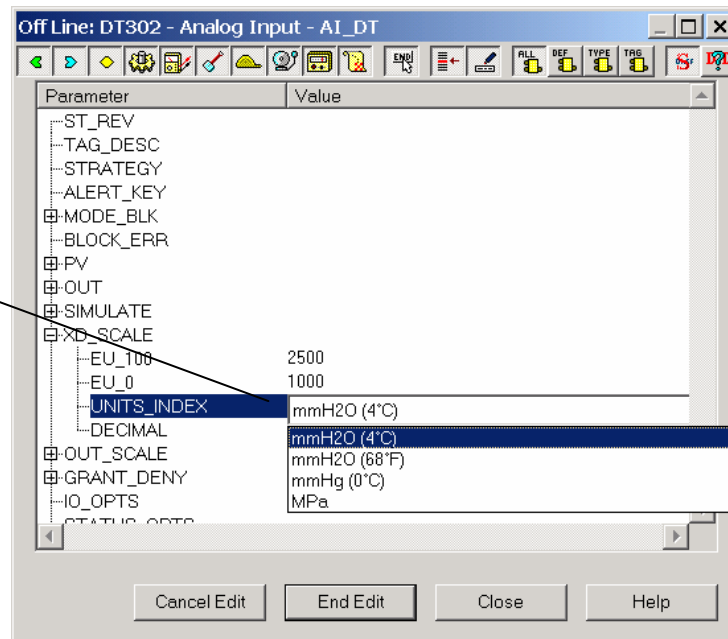 Off Line: DT302 - Analog Input - AI_DT
END
ALL DEF TYPE TAG
Parameter Value
ST_REV
TAG_DESC
STRATEGY
ALERT_KEY
MODE_BLK
BLOCK_ERR
PV
OUT
SIMULATE
XD_SCALE
EU_100 2500
EU_0 1000
UNITS_INDEX mmH2O (4°C)
DECIMAL
mmH2O (4°C)
mmH2O (68°F)
mmHg (0°C)
MPa
OUT_SCALE
GRANT_DENY
IO_OPTS
STATUS_OPTS
Cancel Edit End Edit Close Help